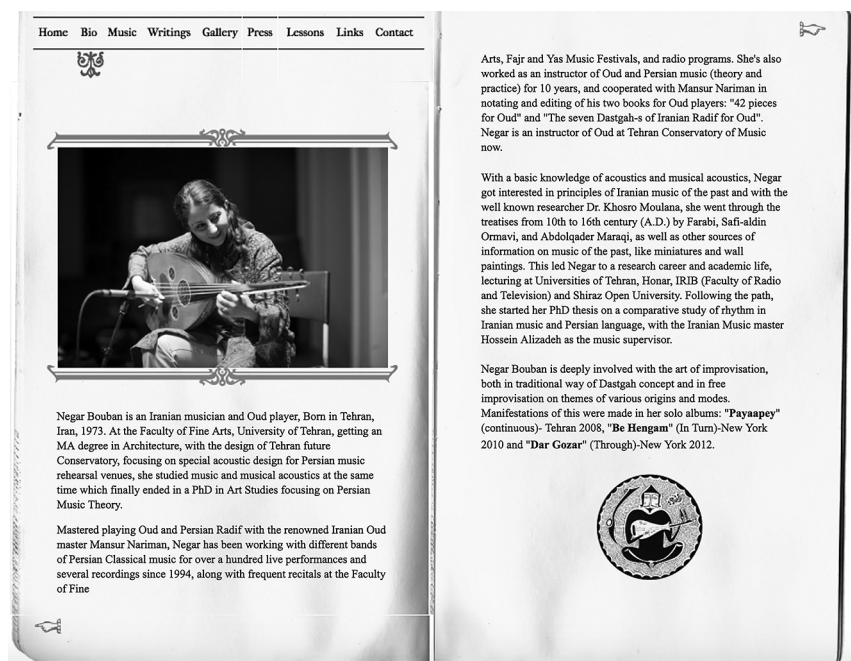 Home Bio Music Writings Gallery Press Lessons Links Contact
Negar Bouban is an Iranian musician and Oud player, Born in Tehran,
Iran, 1973. At the Faculty of Fine Arts, University of Tehran, getting an
MA degree in Architecture, with the design of Tehran future
Conservatory, focusing on special acoustic design for Persian music
rehearsal venues, she studied music and musical acoustics at the same
time which finally ended in a PhD in Art Studies focusing on Persian
Music Theory.
Mastered playing Oud and Persian Radif with the renowned Iranian Oud
master Mansur Nariman, Negar has been working with different bands
of Persian Classical music for over a hundred live performances and
several recordings since 1994, along with frequent recitals at the Faculty
of Fine
Arts, Fajr and Yas Music Festivals, and radio programs. She's also
worked as an instructor of Oud and Persian music (theory and
practice) for 10 years, and cooperated with Mansur Nariman in
notating and editing of his two books for Oud players: "42 pieces
for Oud" and "The seven Dastgah-s of Iranian Radif for Oud".
Negar is an instructor of Oud at Tehran Conservatory of Music
now.
With a basic knowledge of acoustics and musical acoustics, Negar
got interested in principles of Iranian music of the past and with the
well known researcher Dr. Khosro Moulana, she went through the
treatises from 10th to 16th century (A.D.) by Farabi, Safi-aldin
Ormavi, and Abdolqader Maraqi, as well as other sources of
information on music of the past, like miniatures and wall
paintings. This led Negar to a research career and academic life,
lecturing at Universities of Tehran, Honar, IRIB (Faculty of Radio
and Television) and Shiraz Open University. Following the path,
she started her PhD thesis on a comparative study of rhythm in
Iranian music and Persian language, with the Iranian Music master
Hossein Alizadeh as the music supervisor.
Negar Bouban is deeply involved with the art of improvisation,
both in traditional way of Dastgah concept and in free
improvisation on themes of various origins and modes.
Manifestations of this were made in her solo albums: "Payaapey"
(continuous)- Tehran 2008, "Be Hengam" (In Turn)-New York
2010 and "Dar Gozar" (Through)-New York 2012.